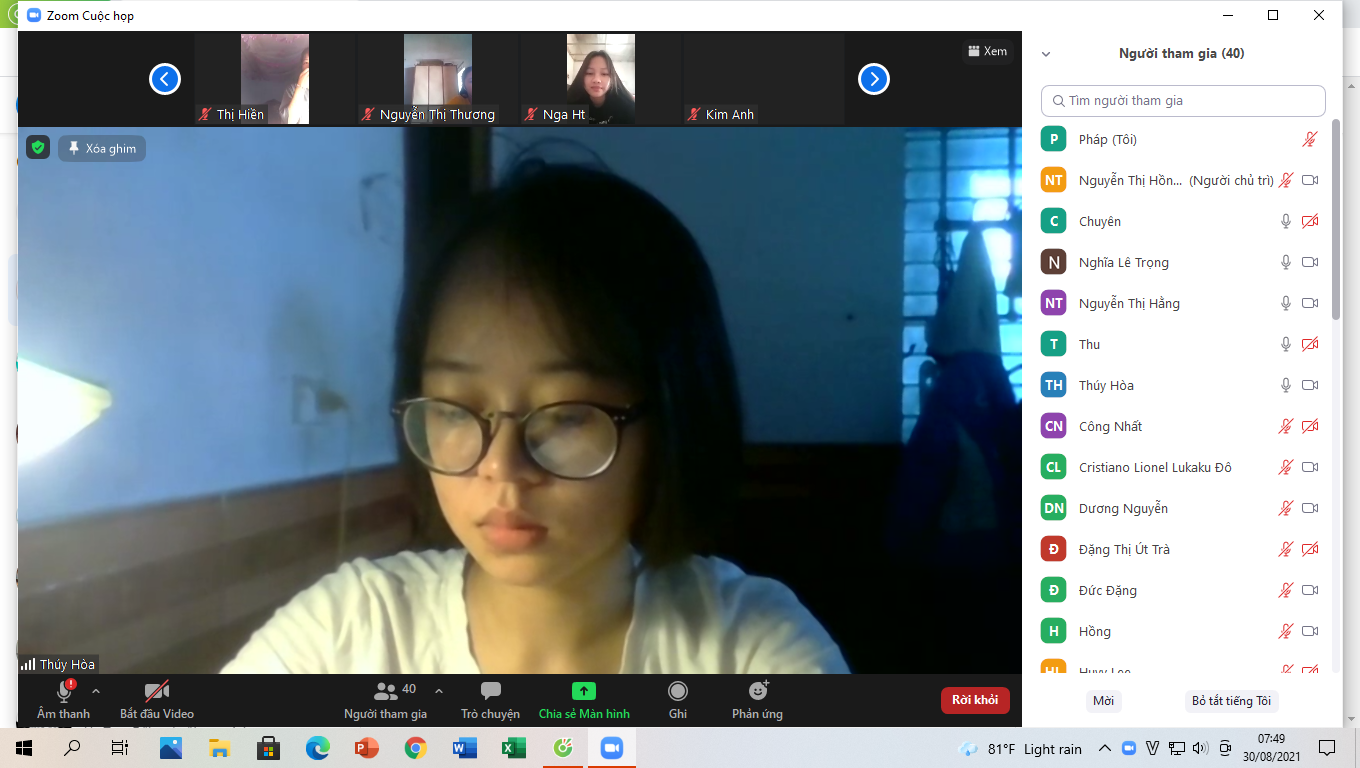 Zoom Cuộc họp
Thị Hiền
Nguyễn Thị Thương
Nga Ht
Kim Anh
Xem
Xóa ghim
Thúy Hòa
Người tham gia (40)
Tìm người tham gia
P Pháp (Tôi)
NT Nguyễn Thị Hồn... (Người chủ trì)
C Chuyên
N Nghĩa Lê Trọng
NT Nguyễn Thị Hằng
T Thu
TH Thúy Hòa
CN Công Nhất
CL Cristiano Lionel Lukaku Đô
DN Dương Nguyễn
Đ Đặng Thị Út Trà
Đ Đức Đặng
H Hồng
Mời
Bỏ tắt tiếng Tôi
Âm thanh
Bắt đầu Video
40
Người tham gia
Trò chuyện
Chia sẻ Màn hình
Ghi
Phản ứng
Rời khỏi
81°F Light rain
07:49
30/08/2021